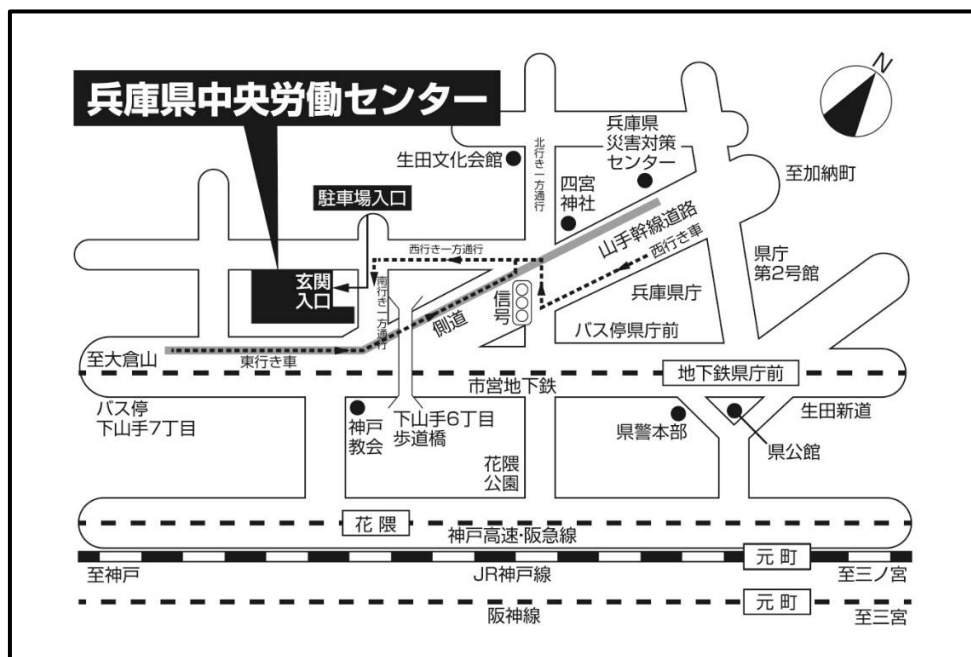 N
兵庫県中央労働センター
兵庫県
災害対策
センター
生田文化会館
北行き一方通行
至加納町
駐車場入口
四宮
神社
山手幹線道路
西行き一方通行
西行き車
県庁
第2号館
玄関
入口
南行き一方通行
信号
兵庫県庁
側道
バス停県庁前
至大倉山
東行き車
市営地下鉄
地下鉄県庁前
バス停
下山手7丁目
神戸
教会
下山手6丁目
歩道橋
県警本部
生田新道
県公館
花隈
公園
花隈
神戸高速・阪急線
元町
至神戸
JR神戸線
至三ノ宮
元町
阪神線
至三宮